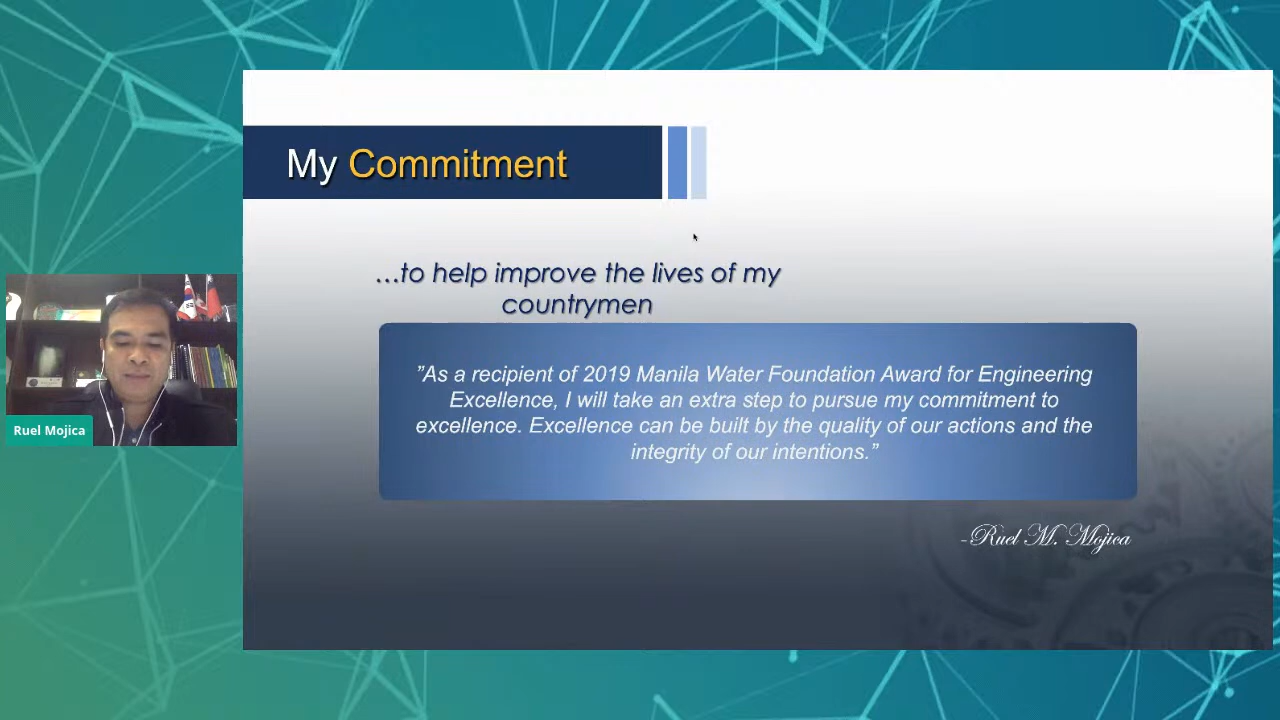 My Commitment
...to help improve the lives of my
countrymen
"As a recipient of 2019 Manila Water Foundation Award for Engineering
Excellence, I will take an extra step to pursue my commitment to
excellence. Excellence can be built by the quality of our actions and the
integrity of our intentions."
-Ruel M. Mojica
Ruel Mojica